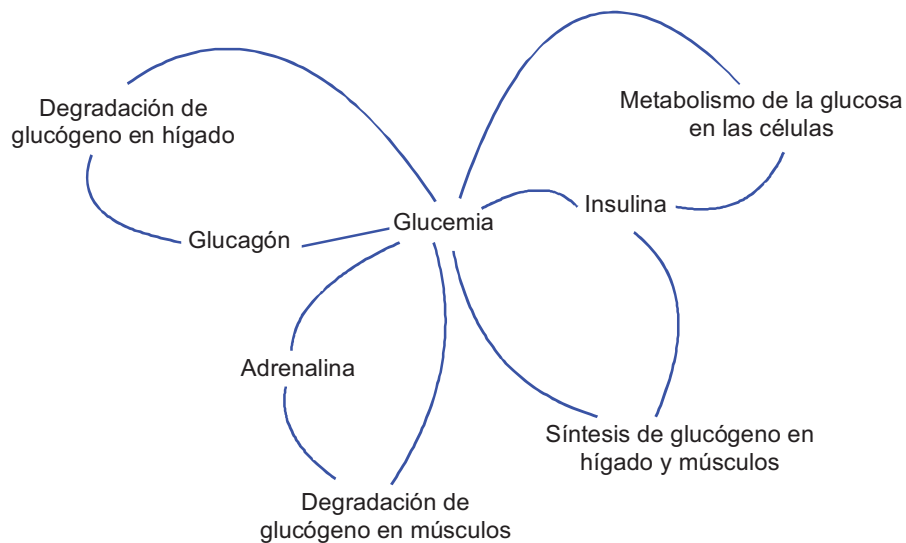 Degradación de
glucógeno en hígado
Metabolismo de la glucosa
en las células
Glucagón
Glucemia
Insulina
Adrenalina
Síntesis de glucógeno en
hígado y músculos
Degradación de
glucógeno en músculos